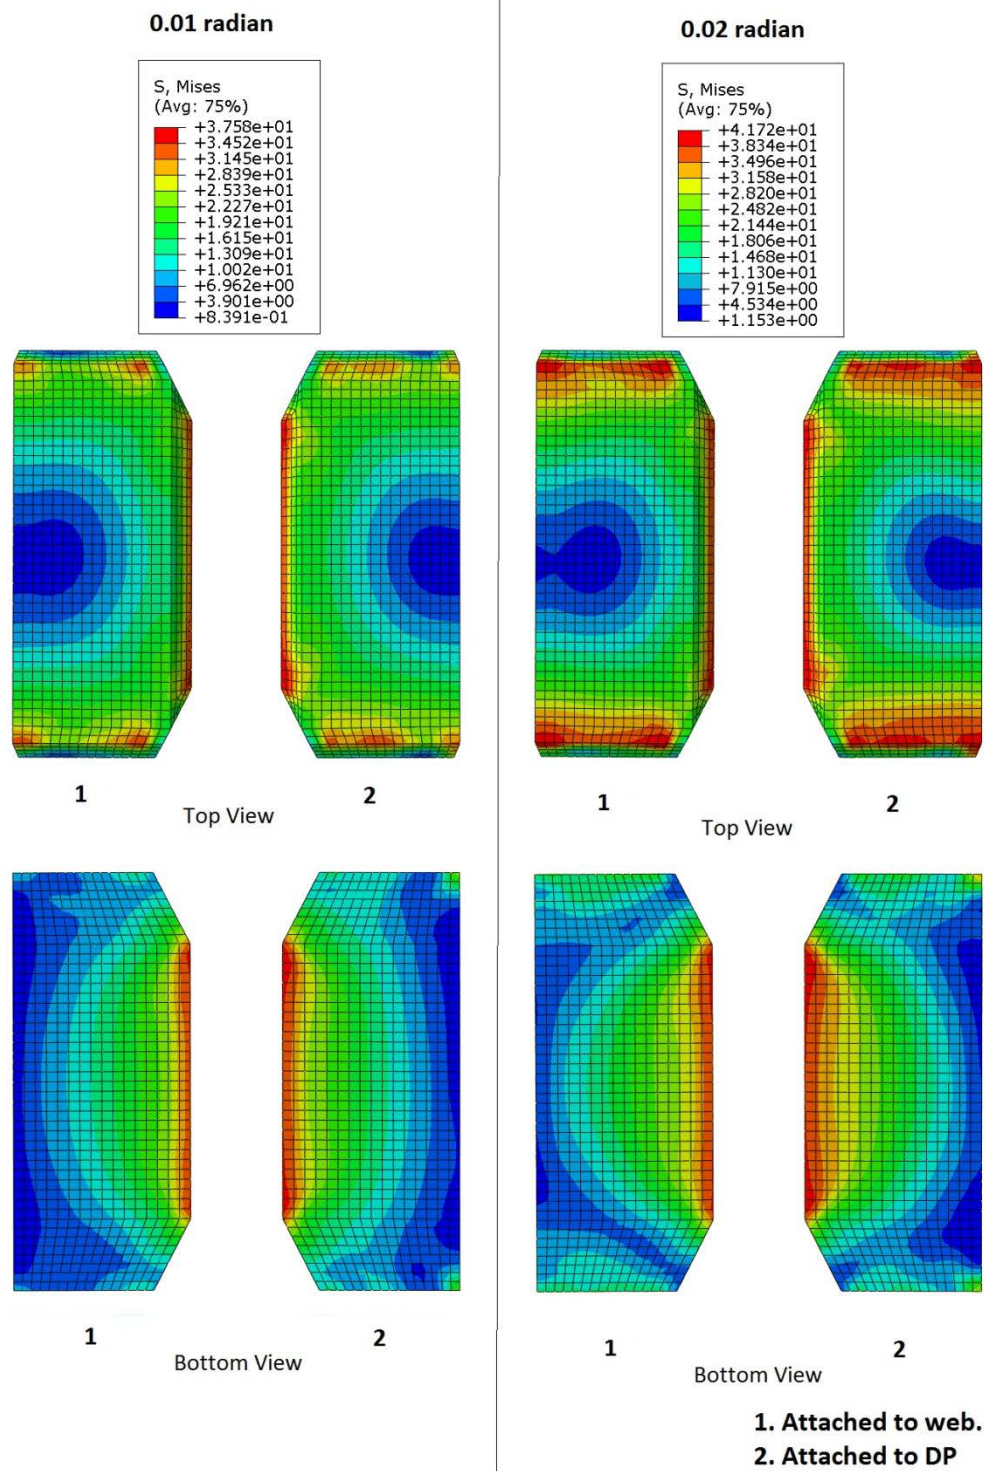 0.01 radian
S, Mises
(Avg: 75%)
+3.758e+01
+3.452e+01
+3.145e+01
+2.839e+01
+2.533e+01
+2.227e+01
+1.921e+01
+1.615e+01
+1.309e+01
+1.002e+01
+6.962e+00
+3.901e+00
+8.391e-01
1
2
Top View
1
2
Bottom View
0.02 radian
S, Mises
(Avg: 75%)
+4.172e+01
+3.834e+01
+3.496e+01
+3.158e+01
+2.820e+01
+2.482e+01
+2.144e+01
+1.806e+01
+1.468e+01
+1.130e+01
+7.915e+00
+4.534e+00
+1.153e+00
1
2
Top View
1
2
Bottom View
1. Attached to web.
2. Attached to DP